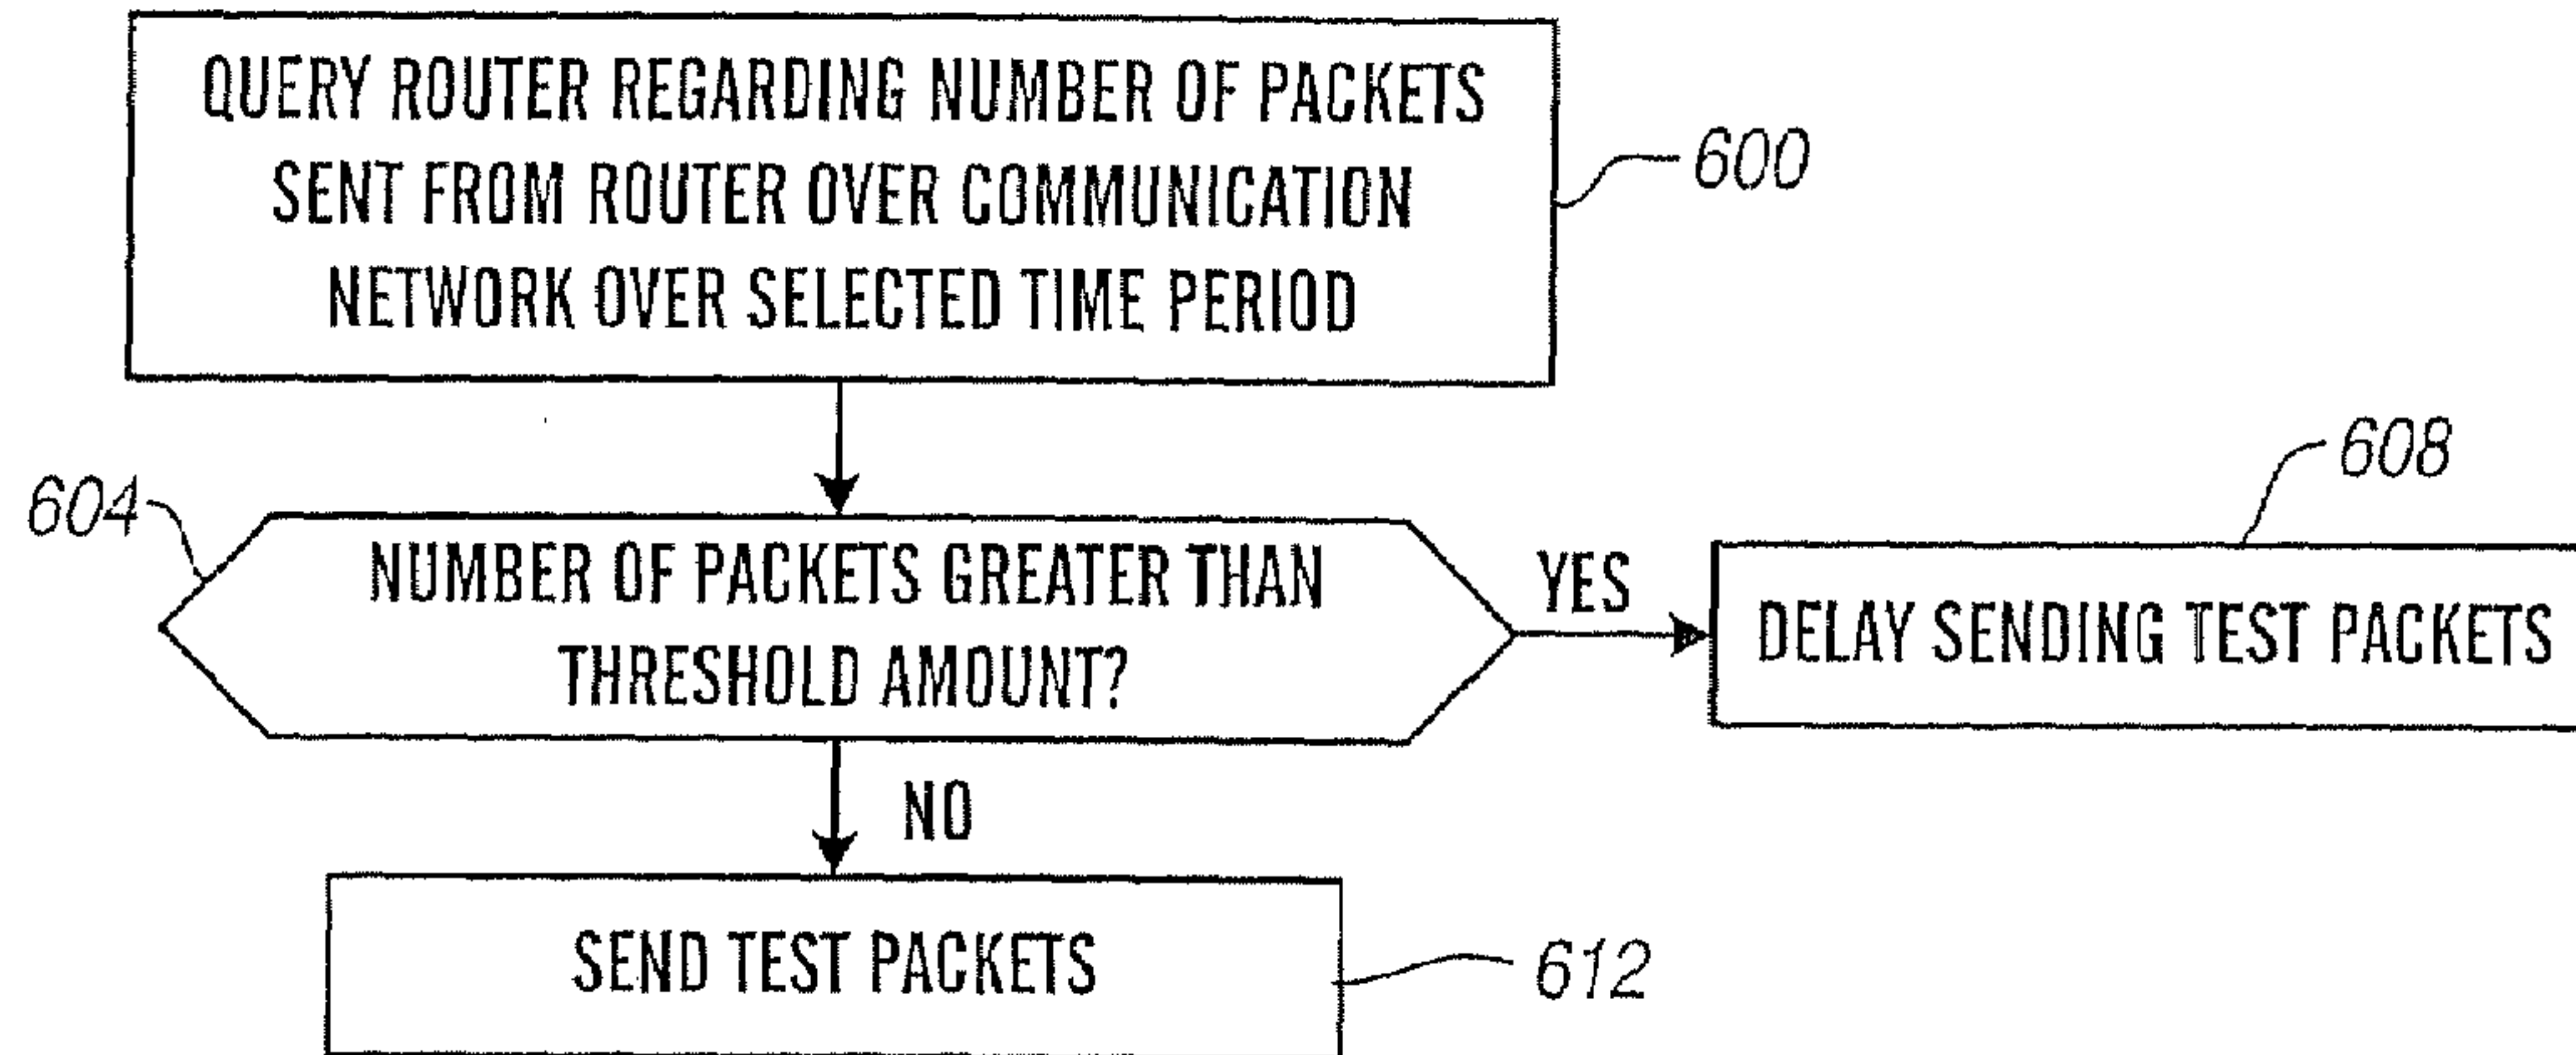 QUERY ROUTER REGARDING NUMBER OF PACKETS
SENT FROM ROUTER OVER COMMUNICATION
NETWORK OVER SELECTED TIME PERIOD
600
604
NUMBER OF PACKETS GREATER THAN
THRESHOLD AMOUNT?
YES
608
DELAY SENDING TEST PACKETS
NO
SEND TEST PACKETS
612